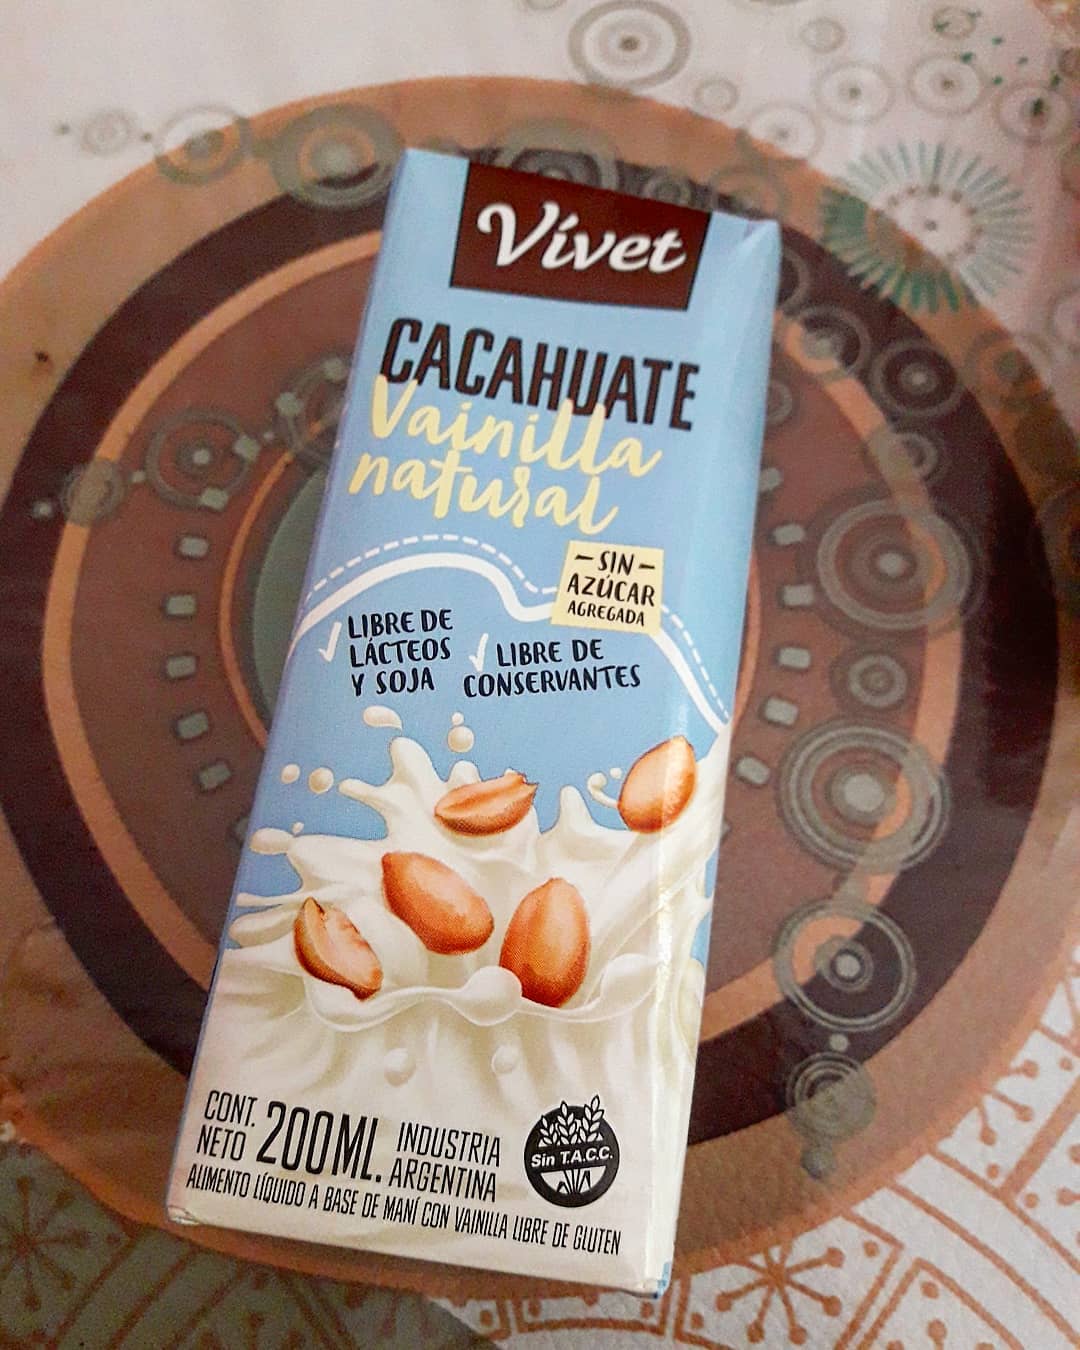 Vívet
CACAHUATE
Vainilla
natural
– SIN –
AZÚCAR
AGREGADA
LIBRE DE
LÁCTEOS
Y SOJA
LIBRE DE
CONSERVANTES
CONT.
NETO
200ML.
INDUSTRIA
ARGENTINA
Sin T.A.C.C.
ALIMENTO LÍQUIDO A BASE DE MANÍ CON VAINILLA LIBRE DE GLUTEN